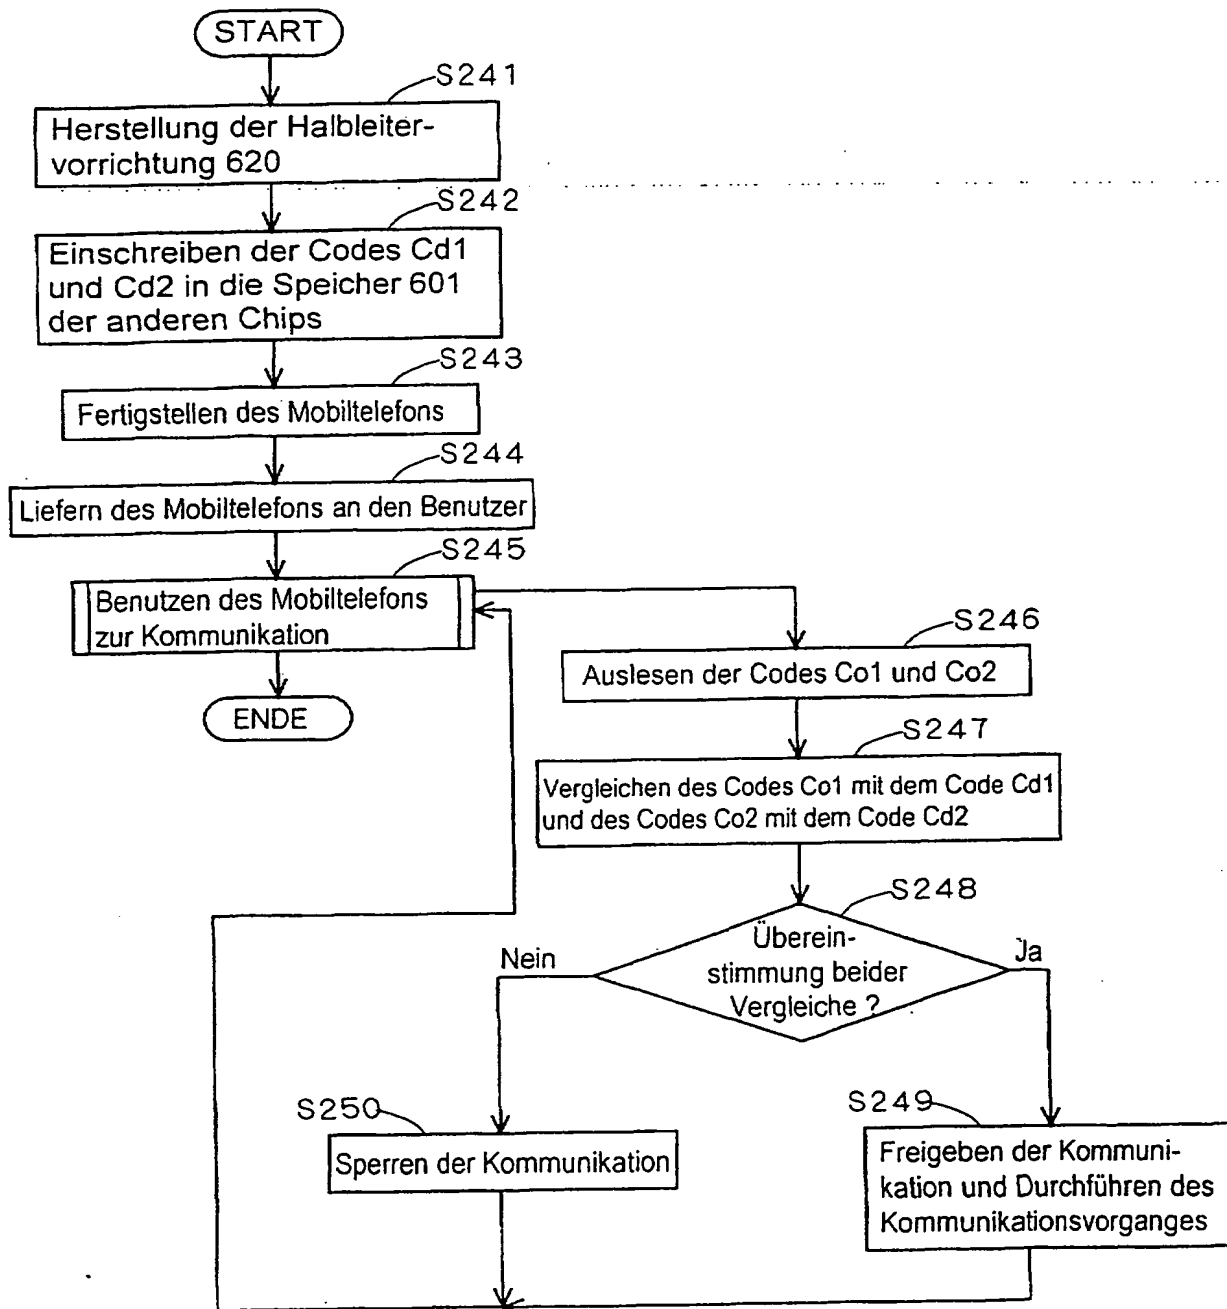 START
S241
Herstellung der Halbleiter-
vorrichtung 620
S242
Einschreiben der Codes Cd1
und Cd2 in die Speicher 601
der anderen Chips
S243
Fertigstellen des Mobiltelefons
S244
Liefern des Mobiltelefons an den Benutzer
S245
Benutzen des Mobiltelefons
zur Kommunikation
ENDE
S246
Auslesen der Codes Co1 und Co2
S247
Vergleichen des Codes Co1 mit dem Code Cd1
und des Codes Co2 mit dem Code Cd2
S248
Überein-
stimmung beider
Vergleiche ?
Nein
Ja
S250
Sperren der Kommunikation
S249
Freigeben der Kommuni-
kation und Durchführen des
Kommunikationsvorganges